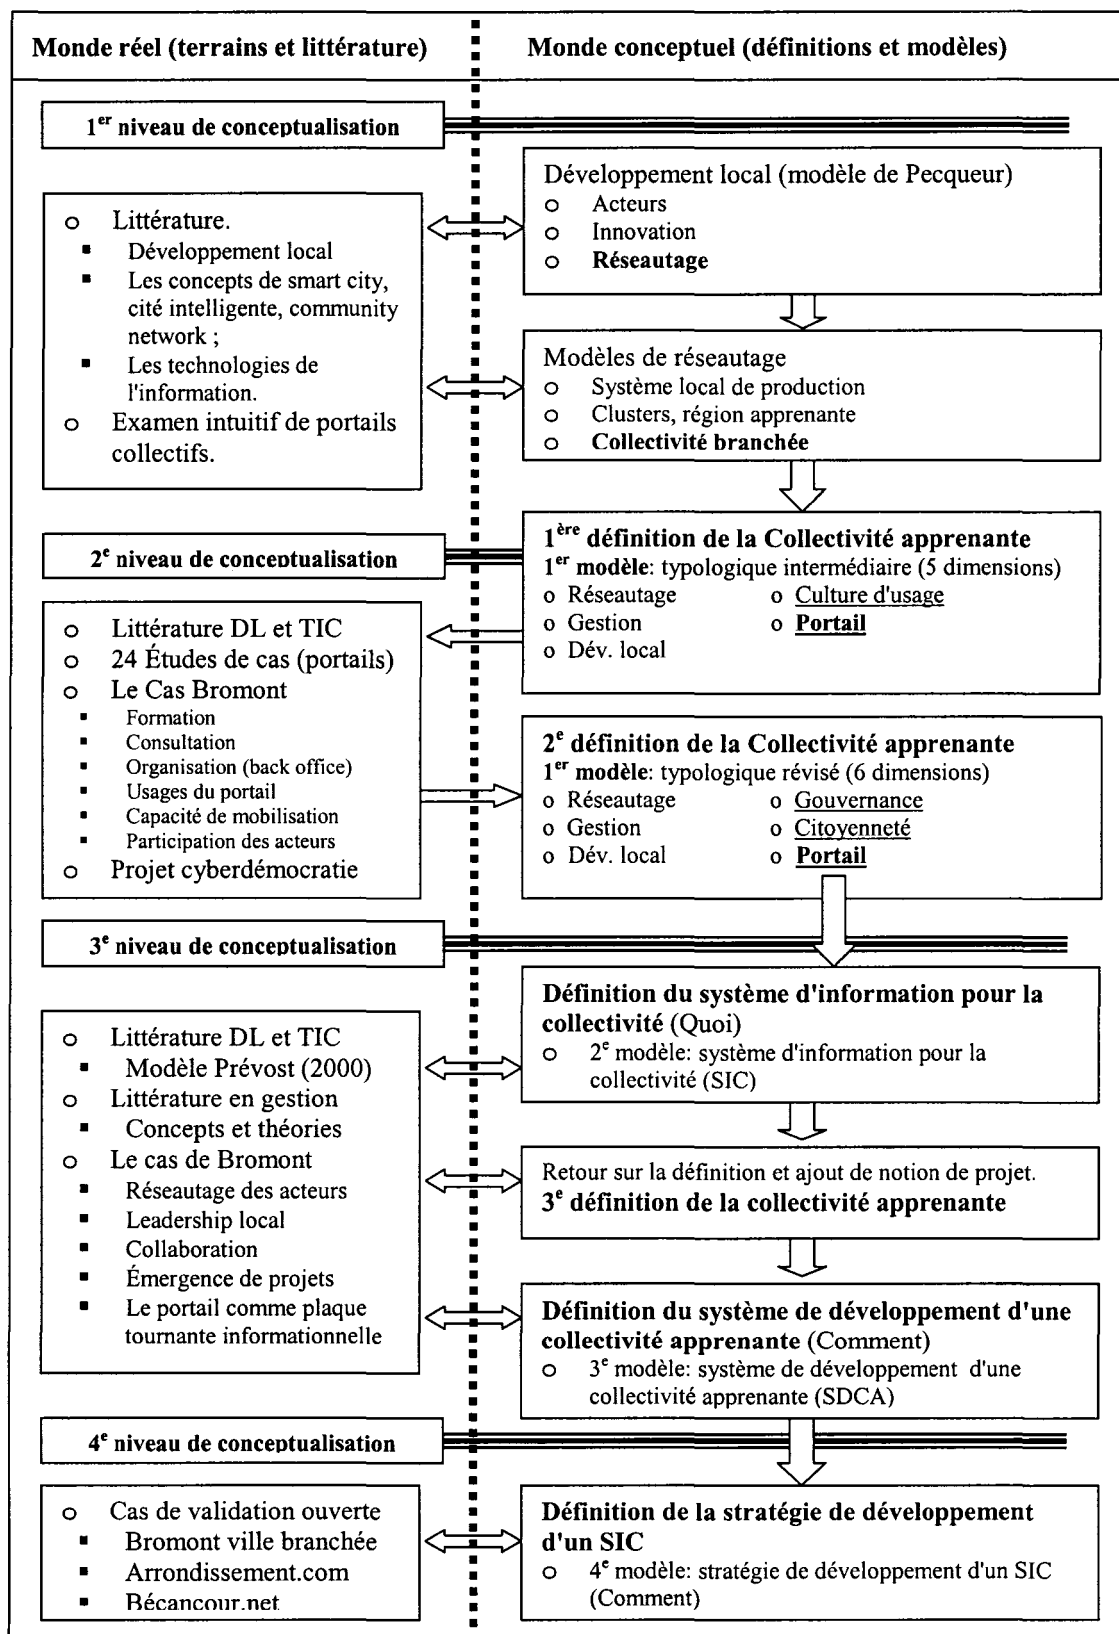 Monde réel (terrains et littérature)
Monde conceptuel (définitions et modèles)
1er niveau de conceptualisation
Développement local (modèle de Pecqueur)
o Acteurs
o Innovation
o Réseautage
o Littérature.
▪ Développement local
▪ Les concepts de smart city,
cité intelligente, community
network ;
▪ Les technologies de
l'information.
o Examen intuitif de portails
collectifs.
Modèles de réseautage
o Système local de production
o Clusters, région apprenante
o Collectivité branchée
2e niveau de conceptualisation
1ère définition de la Collectivité apprenante
1er modèle: typologique intermédiaire (5 dimensions)
o Réseautage o Culture d'usage
o Gestion o Portail
o Dév. local
o Littérature DL et TIC
o 24 Études de cas (portails)
o Le Cas Bromont
▪ Formation
▪ Consultation
▪ Organisation (back office)
▪ Usages du portail
▪ Capacité de mobilisation
▪ Participation des acteurs
o Projet cyberdémocratie
2e définition de la Collectivité apprenante
1er modèle: typologique révisé (6 dimensions)
o Réseautage o Gouvernance
o Gestion o Citoyenneté
o Dév. local o Portail
3e niveau de conceptualisation
Définition du système d'information pour la
collectivité (Quoi)
o 2e modèle: système d'information pour la
collectivité (SIC)
o Littérature DL et TIC
▪ Modèle Prévost (2000)
o Littérature en gestion
▪ Concepts et théories
o Le cas de Bromont
▪ Réseautage des acteurs
▪ Leadership local
▪ Collaboration
▪ Émergence de projets
▪ Le portail comme plaque
tournante informationnelle
Retour sur la définition et ajout de notion de projet.
3e définition de la collectivité apprenante
Définition du système de développement d'une
collectivité apprenante (Comment)
o 3e modèle: système de développement d'une
collectivité apprenante (SDCA)
4e niveau de conceptualisation
o Cas de validation ouverte
▪ Bromont ville branchée
▪ Arrondissement.com
▪ Bécancour.net
Définition de la stratégie de développement
d'un SIC
o 4e modèle: stratégie de développement d'un SIC
(Comment)